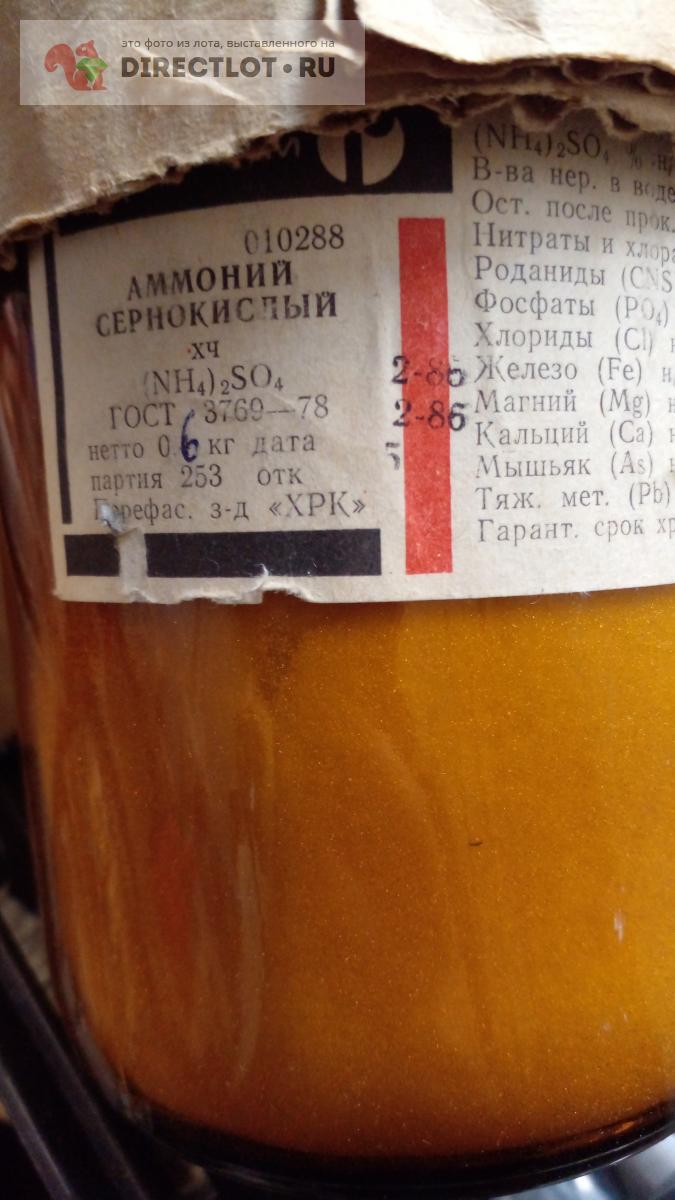 это фото из лота, выставленного на
DIRECTLOT.RU
010288
АММОНИЙ
СЕРНОКИСЛЫЙ
хч
(NH₄)₂SO₄
ГОСТ 3769—78
нетто 0,6 кг дата
партия 253 отк
Перефас. з-д «ХРК»
2-86
2-86
(NH₄)₂SO₄ %
В-ва нер. в воде
Ост. после прок.
Нитраты и хлора
Роданиды (CNS
Фосфаты (PO₄)
Хлориды (Cl)
Железо (Fe)
Магний (Mg)
Кальций (Ca)
Мышьяк (As)
Тяж. мет. (Pb)
Гарант. срок хр